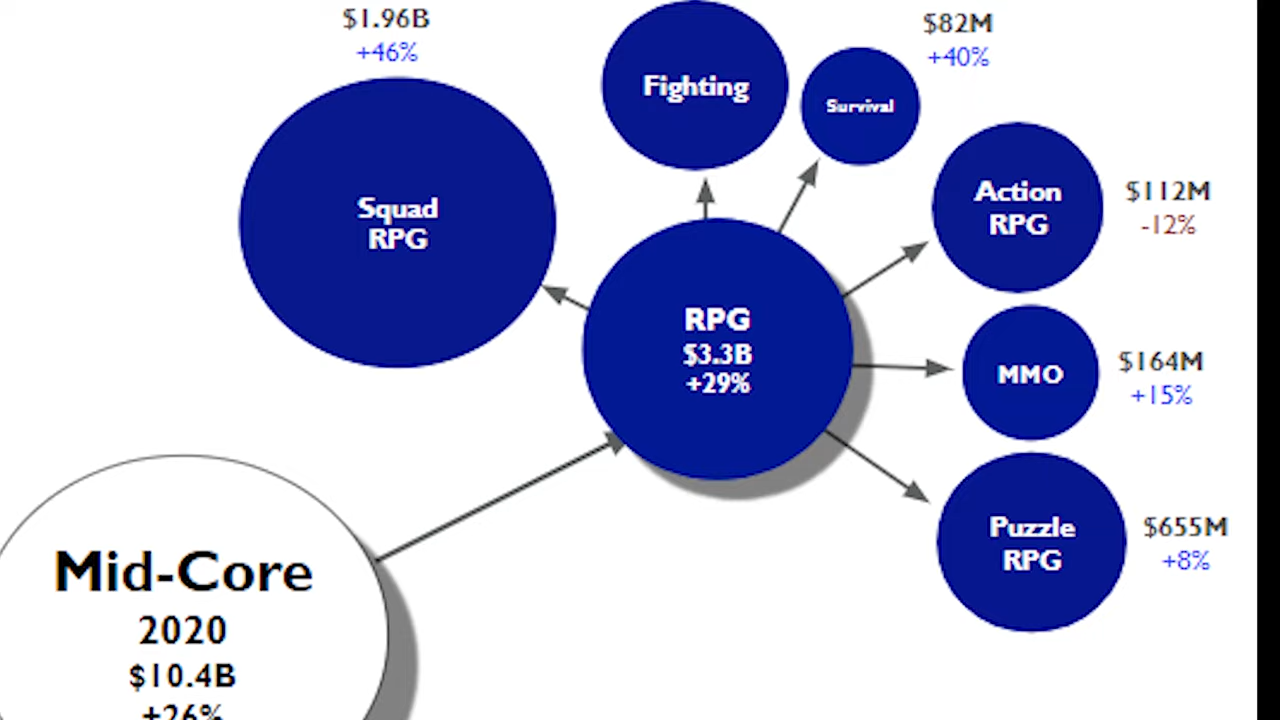 $1.96B
+46%
$82M
+40%
Fighting
Survival
Squad
RPG
Action
RPG
$112M
-12%
RPG
$3.3B
+29%
MMO
$164M
+15%
Puzzle
RPG
$655M
+8%
Mid-Core
2020
$10.4B
+26%